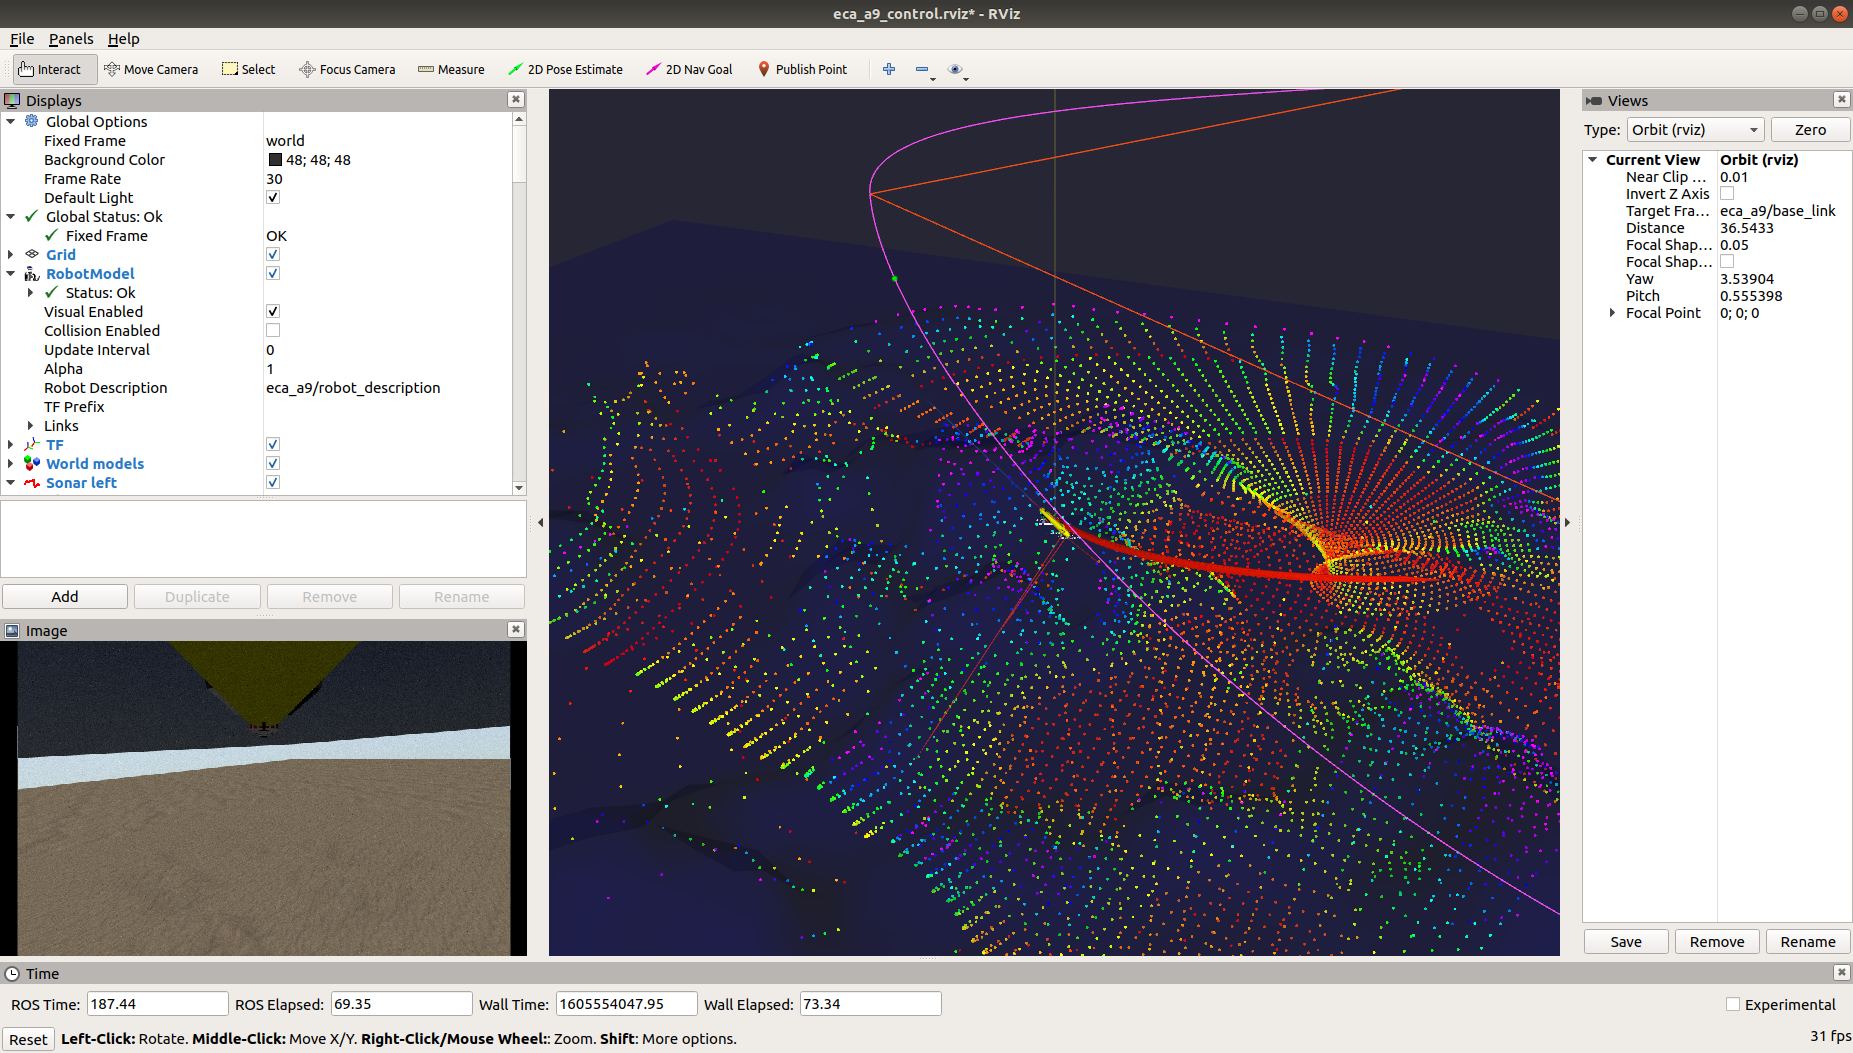 eca_a9_control.rviz* - RViz
File Panels Help
Interact Move Camera Select Focus Camera Measure 2D Pose Estimate 2D Nav Goal Publish Point
Displays
Global Options
Fixed Frame world
Background Color 48; 48; 48
Frame Rate 30
Default Light
Global Status: Ok
Fixed Frame OK
Grid
RobotModel
Status: Ok
Visual Enabled
Collision Enabled
Update Interval 0
Alpha 1
Robot Description eca_a9/robot_description
TF Prefix
Links
TF
World models
Sonar left
Add Duplicate Remove Rename
Image
Views
Type: Orbit (rviz) Zero
Current View Orbit (rviz)
Near Clip ... 0.01
Invert Z Axis
Target Fra... eca_a9/base_link
Distance 36.5433
Focal Shap... 0.05
Focal Shap...
Yaw 3.53904
Pitch 0.555398
Focal Point 0; 0; 0
Save Remove Rename
Time
ROS Time: 187.44 ROS Elapsed: 69.35 Wall Time: 1605554047.95 Wall Elapsed: 73.34 Experimental
Reset Left-Click: Rotate. Middle-Click: Move X/Y. Right-Click/Mouse Wheel:: Zoom. Shift: More options. 31 fps